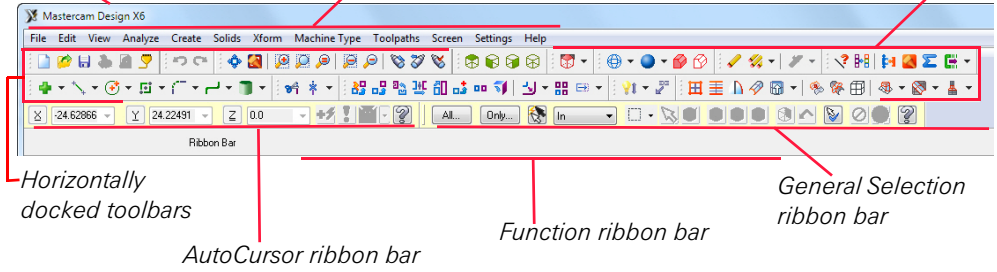 Mastercam Design X6
File Edit View Analyze Create Solids Xform Machine Type Toolpaths Screen Settings Help
X -24.62866 Y 24.22491 Z 0.0 All... Only... In
Ribbon Bar
Horizontally
docked toolbars
General Selection
ribbon bar
Function ribbon bar
AutoCursor ribbon bar